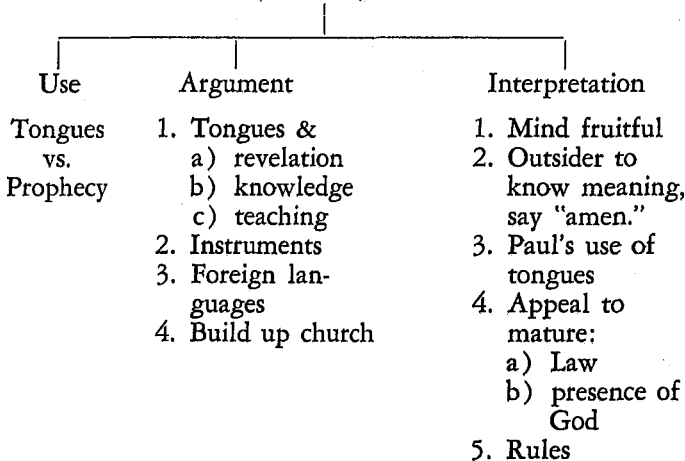 Use
Tongues
vs.
Prophecy
Argument
1. Tongues &
a) revelation
b) knowledge
c) teaching
2. Instruments
3. Foreign lan-
guages
4. Build up church
Interpretation
1. Mind fruitful
2. Outsider to
know meaning,
say "amen."
3. Paul's use of
tongues
4. Appeal to
mature:
a) Law
b) presence of
God
5. Rules